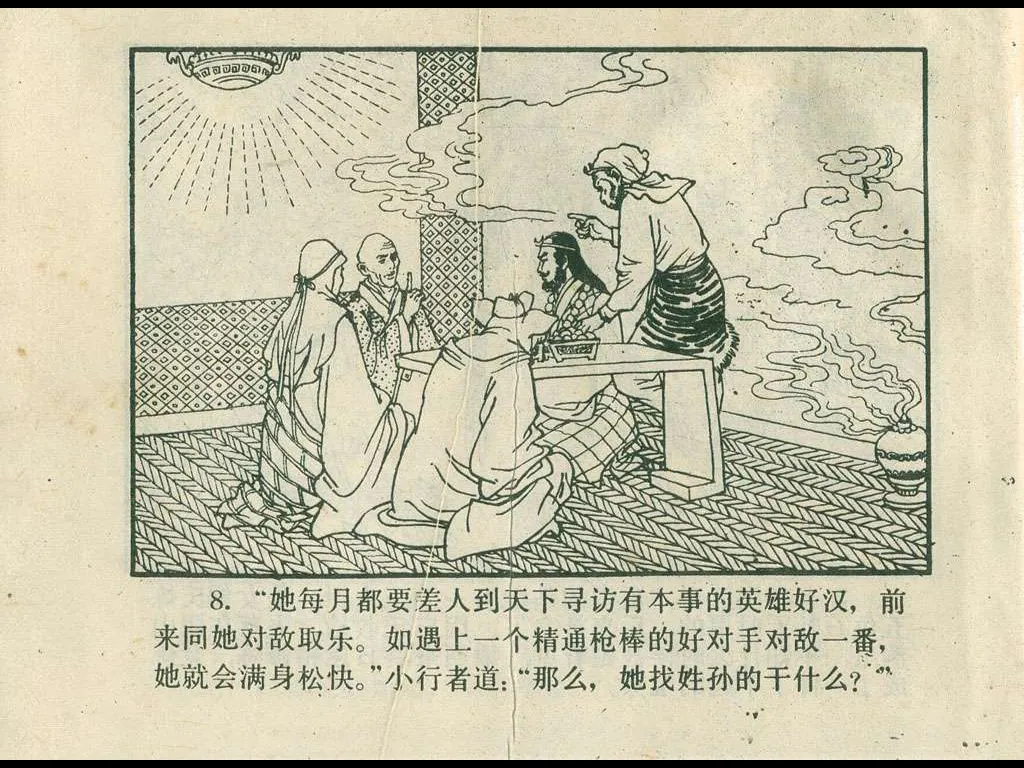 8. “她每月都要差人到天下寻访有本事的英雄好汉，前
来同她对敌取乐。如遇上一个精通枪棒的好对手对敌一番，
她就会满身松快。”小行者道：“那么，她找姓孙的干什么？”